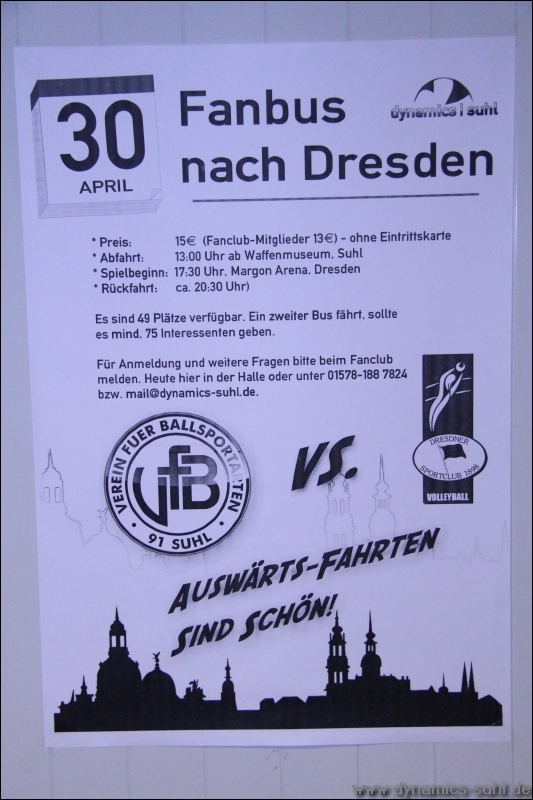 30
APRIL
Fanbus
nach Dresden
dynamics | suhl
* Preis: 15€ (Fanclub-Mitglieder 13€) - ohne Eintrittskarte
* Abfahrt: 13:00 Uhr ab Waffenmuseum, Suhl
* Spielbeginn: 17:30 Uhr, Margon Arena, Dresden
* Rückfahrt: ca. 20:30 Uhr)
Es sind 49 Plätze verfügbar. Ein zweiter Bus fährt, sollte
es mind. 75 Interessenten geben.
Für Anmeldung und weitere Fragen bitte beim Fanclub
melden. Heute hier in der Halle oder unter 01578-188 7824
bzw. mail@dynamics-suhl.de.
VEREIN FUER BALLSPORTARTEN
VfB
91 SUHL
VS.
DRESDNER
SPORTCLUB 1898
VOLLEYBALL
AUSWÄRTS-FAHRTEN
SIND SCHÖN!
www.dynamics-suhl.de